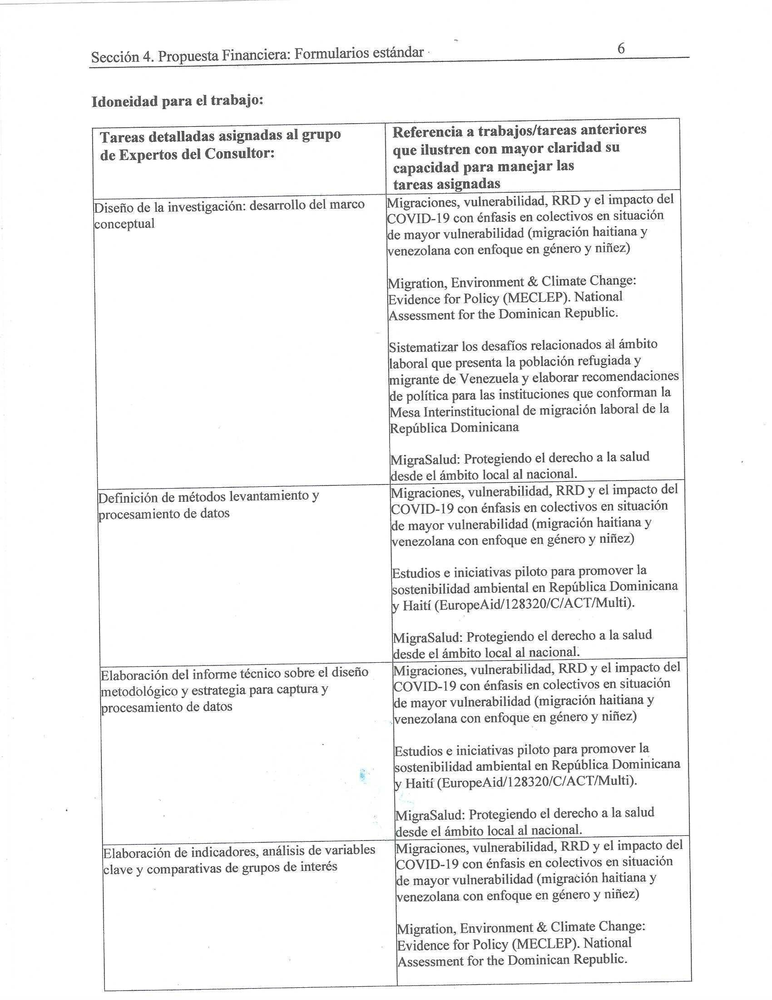 Sección 4. Propuesta Financiera: Formularios estándar
6
Idoneidad para el trabajo:
Tareas detalladas asignadas al grupo
de Expertos del Consultor:
Referencia a trabajos/tareas anteriores
que ilustren con mayor claridad su
capacidad para manejar las
tareas asignadas
Diseño de la investigación: desarrollo del marco
conceptual
Migraciones, vulnerabilidad, RRD y el impacto del
COVID-19 con énfasis en colectivos en situación
de mayor vulnerabilidad (migración haitiana y
venezolana con enfoque en género y niñez)
Migration, Environment & Climate Change:
Evidence for Policy (MECLEP). National
Assessment for the Dominican Republic.
Sistematizar los desafíos relacionados al ámbito
laboral que presenta la población refugiada y
migrante de Venezuela y elaborar recomendaciones
de política para las instituciones que conforman la
Mesa Interinstitucional de migración laboral de la
República Dominicana
MigraSalud: Protegiendo el derecho a la salud
desde el ámbito local al nacional.
Definición de métodos levantamiento y
procesamiento de datos
Migraciones, vulnerabilidad, RRD y el impacto del
COVID-19 con énfasis en colectivos en situación
de mayor vulnerabilidad (migración haitiana y
venezolana con enfoque en género y niñez)
Estudios e iniciativas piloto para promover la
sostenibilidad ambiental en República Dominicana
y Haití (EuropeAid/128320/C/ACT/Multi).
MigraSalud: Protegiendo el derecho a la salud
desde el ámbito local al nacional.
Elaboración del informe técnico sobre el diseño
metodológico y estrategia para captura y
procesamiento de datos
Migraciones, vulnerabilidad, RRD y el impacto del
COVID-19 con énfasis en colectivos en situación
de mayor vulnerabilidad (migración haitiana y
venezolana con enfoque en género y niñez)
Estudios e iniciativas piloto para promover la
sostenibilidad ambiental en República Dominicana
y Haití (EuropeAid/128320/C/ACT/Multi).
MigraSalud: Protegiendo el derecho a la salud
desde el ámbito local al nacional.
Elaboración de indicadores, análisis de variables
clave y comparativas de grupos de interés
Migraciones, vulnerabilidad, RRD y el impacto del
COVID-19 con énfasis en colectivos en situación
de mayor vulnerabilidad (migración haitiana y
venezolana con enfoque en género y niñez)
Migration, Environment & Climate Change:
Evidence for Policy (MECLEP). National
Assessment for the Dominican Republic.